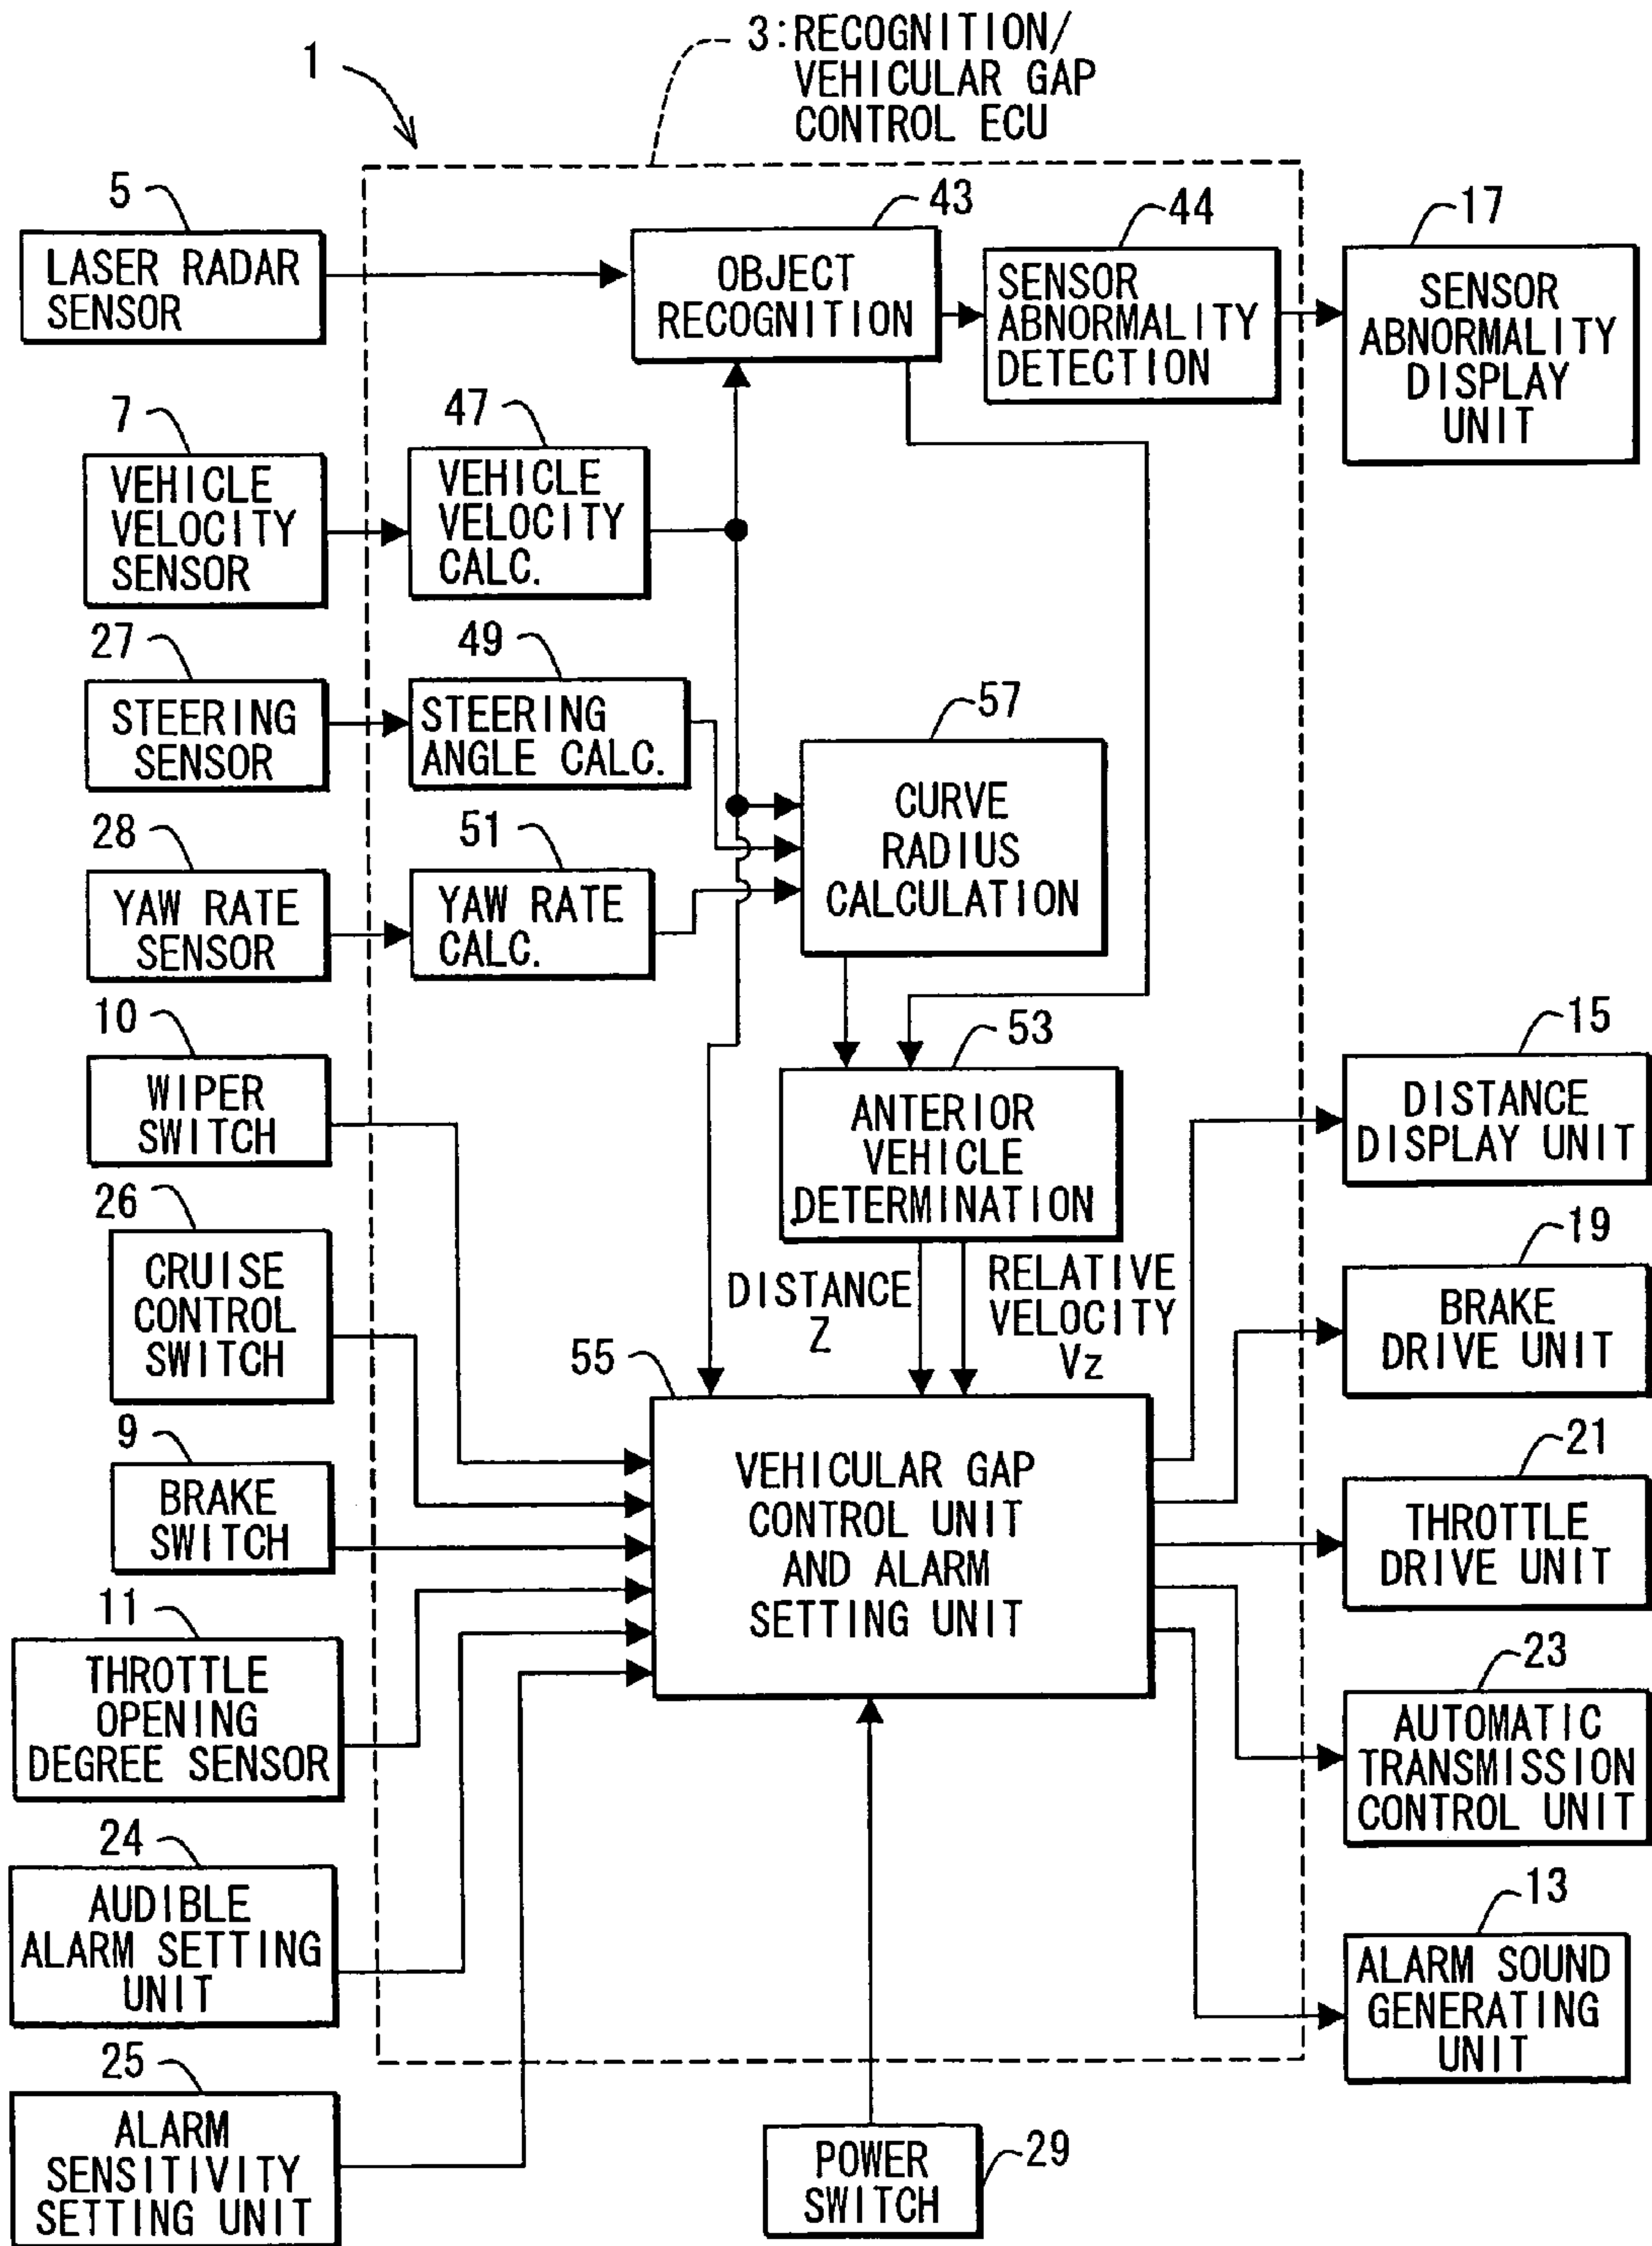 3:RECOGNITION/
VEHICULAR GAP
CONTROL ECU
1
5
LASER RADAR
SENSOR
43
OBJECT
RECOGNITION
44
SENSOR
ABNORMALITY
DETECTION
17
SENSOR
ABNORMALITY
DISPLAY
UNIT
7
VEHICLE
VELOCITY
SENSOR
47
VEHICLE
VELOCITY
CALC.
27
STEERING
SENSOR
49
STEERING
ANGLE CALC.
57
CURVE
RADIUS
CALCULATION
28
YAW RATE
SENSOR
51
YAW RATE
CALC.
10
WIPER
SWITCH
53
ANTERIOR
VEHICLE
DETERMINATION
15
DISTANCE
DISPLAY UNIT
26
CRUISE
CONTROL
SWITCH
DISTANCE
Z
RELATIVE
VELOCITY
Vz
19
BRAKE
DRIVE UNIT
9
BRAKE
SWITCH
55
VEHICULAR GAP
CONTROL UNIT
AND ALARM
SETTING UNIT
21
THROTTLE
DRIVE UNIT
11
THROTTLE
OPENING
DEGREE SENSOR
23
AUTOMATIC
TRANSMISSION
CONTROL UNIT
24
AUDIBLE
ALARM SETTING
UNIT
13
ALARM SOUND
GENERATING
UNIT
25
ALARM
SENSITIVITY
SETTING UNIT
POWER
SWITCH
29